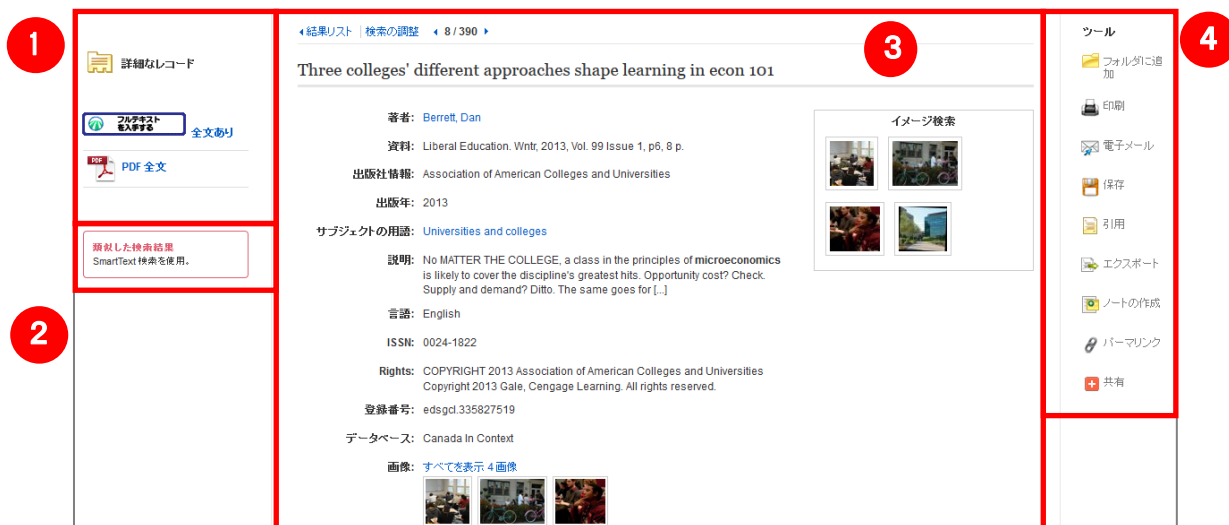 1
詳細なレコード
フルテキスト
を入手する
全文あり
PDF
PDF 全文
2
類似した検索結果
SmartText 検索を使用。
3
結果リスト 検索の調整 8 / 390
Three colleges' different approaches shape learning in econ 101
著者: Berrett, Dan
資料: Liberal Education. Wntr, 2013, Vol. 99 Issue 1, p6, 8 p.
出版社情報: Association of American Colleges and Universities
出版年: 2013
サブジェクトの用語: Universities and colleges
説明: No MATTER THE COLLEGE, a class in the principles of microeconomics
is likely to cover the discipline's greatest hits. Opportunity cost? Check.
Supply and demand? Ditto. The same goes for [...]
言語: English
ISSN: 0024-1822
Rights: COPYRIGHT 2013 Association of American Colleges and Universities
Copyright 2013 Gale, Cengage Learning. All rights reserved.
登録番号: edsgcl.335827519
データベース: Canada In Context
画像: すべてを表示 4 画像
イメージ検索
4
ツール
フォルダに追
加
印刷
電子メール
保存
引用
エクスポート
ノートの作成
パーマリンク
共有